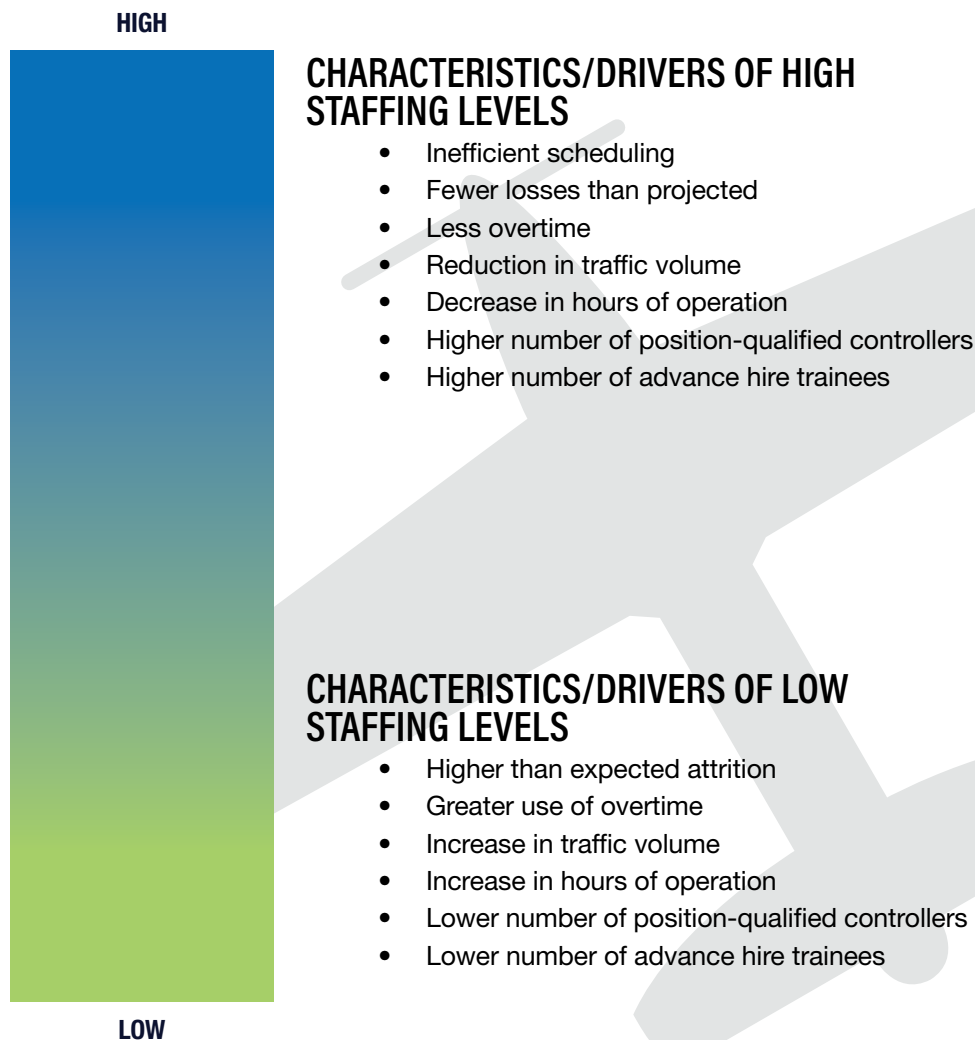 HIGH
CHARACTERISTICS/DRIVERS OF HIGH
STAFFING LEVELS
• Inefficient scheduling
• Fewer losses than projected
• Less overtime
• Reduction in traffic volume
• Decrease in hours of operation
• Higher number of position-qualified controllers
• Higher number of advance hire trainees
CHARACTERISTICS/DRIVERS OF LOW
STAFFING LEVELS
• Higher than expected attrition
• Greater use of overtime
• Increase in traffic volume
• Increase in hours of operation
• Lower number of position-qualified controllers
• Lower number of advance hire trainees
LOW